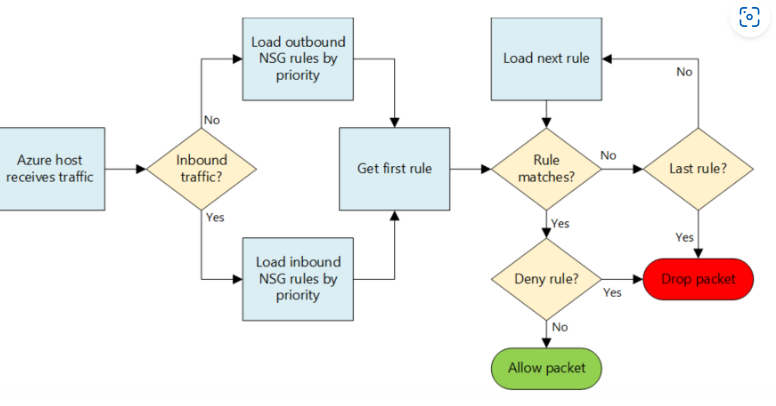 Load outbound
NSG rules by
priority
Load next rule
No
No
Azure host
receives traffic
Inbound
traffic?
Get first rule
Rule
matches?
No
Last rule?
Yes
Yes
Yes
Load inbound
NSG rules by
priority
Deny rule?
Yes
Drop packet
No
Allow packet